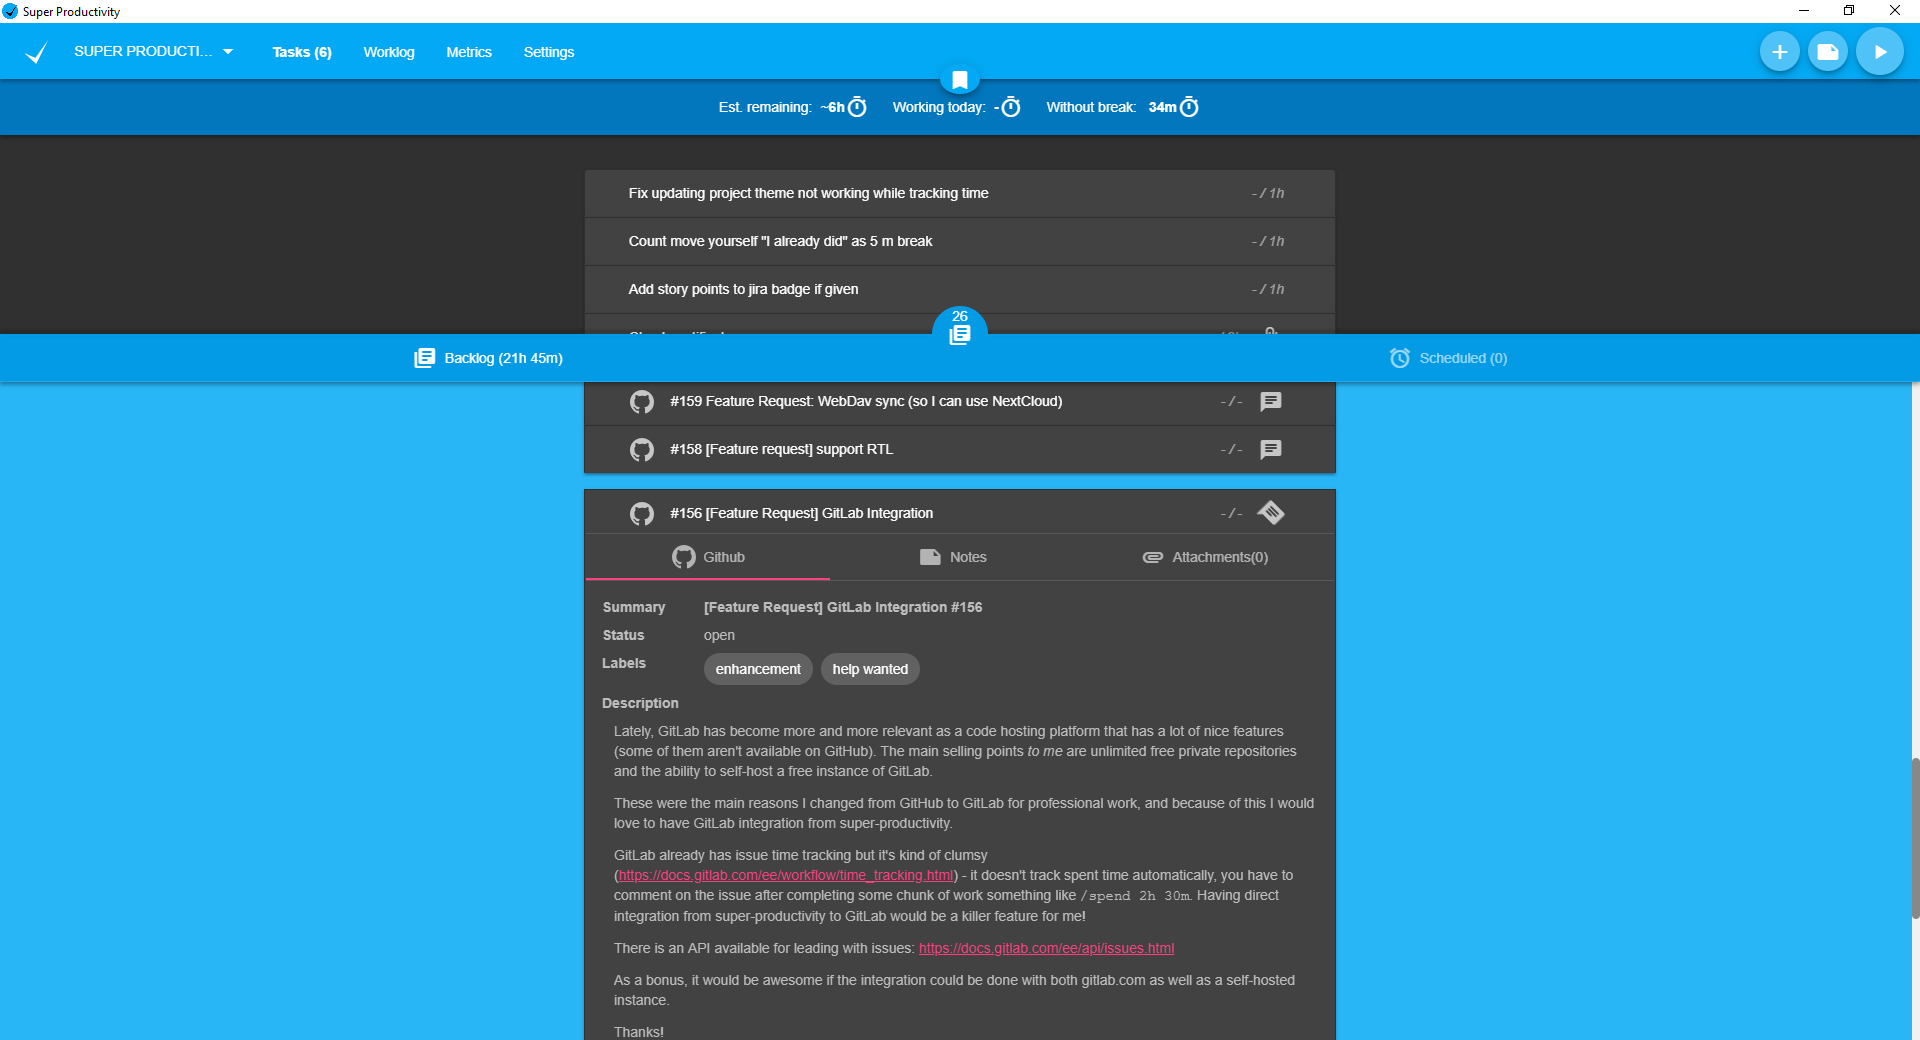 Super Productivity
SUPER PRODUCTI... Tasks (6) Worklog Metrics Settings
Est. remaining: ~6h Working today: - Without break: 34m
Fix updating project theme not working while tracking time - / 1h
Count move yourself "I already did" as 5 m break - / 1h
Add story points to jira badge if given - / 1h
26
Backlog (21h 45m) Scheduled (0)
#159 Feature Request: WebDav sync (so I can use NextCloud) - / -
#158 [Feature request] support RTL - / -
#156 [Feature Request] GitLab Integration - / -
Github Notes Attachments(0)
Summary [Feature Request] GitLab Integration #156
Status open
Labels enhancement help wanted
Description
Lately, GitLab has become more and more relevant as a code hosting platform that has a lot of nice features
(some of them aren't available on GitHub). The main selling points to me are unlimited free private repositories
and the ability to self-host a free instance of GitLab.
These were the main reasons I changed from GitHub to GitLab for professional work, and because of this I would
love to have GitLab integration from super-productivity.
GitLab already has issue time tracking but it's kind of clumsy
(https://docs.gitlab.com/ee/workflow/time_tracking.html) - it doesn't track spent time automatically, you have to
comment on the issue after completing some chunk of work something like /spend 2h 30m. Having direct
integration from super-productivity to GitLab would be a killer feature for me!
There is an API available for leading with issues: https://docs.gitlab.com/ee/api/issues.html
As a bonus, it would be awesome if the integration could be done with both gitlab.com as well as a self-hosted
instance.
Thanks!